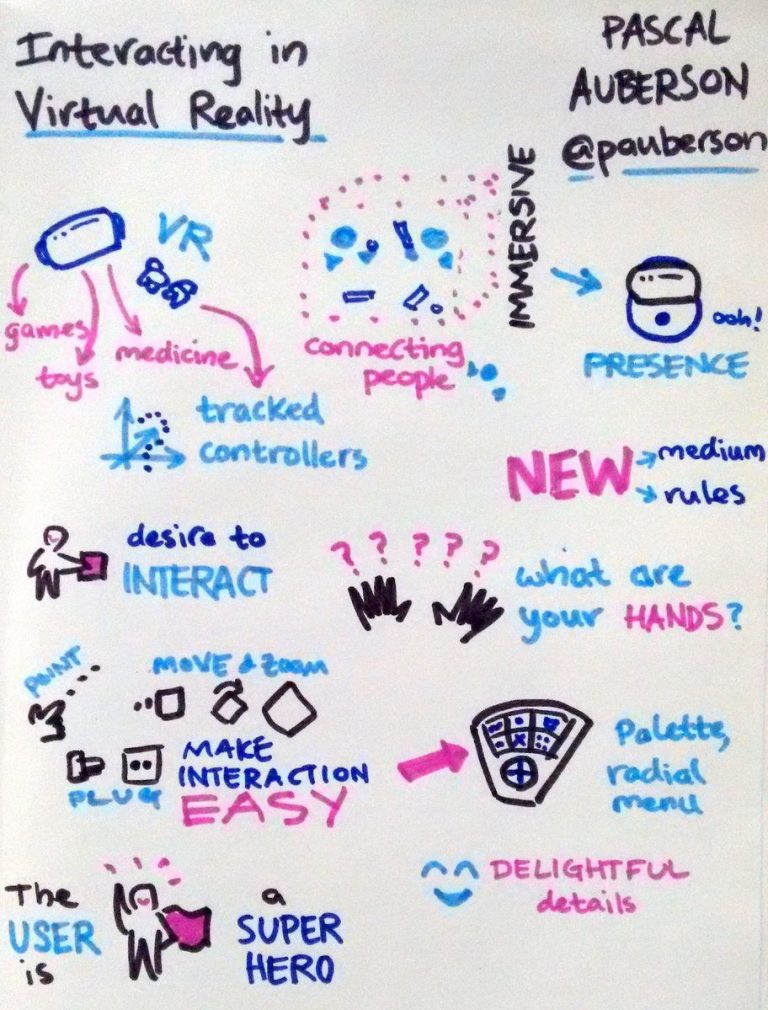 Interacting in
Virtual Reality
PASCAL
AUBERSON
@pauberson
VR
games
toys
medicine
tracked
controllers
connecting
people
IMMERSIVE
ooh!
PRESENCE
NEW
medium
rules
desire to
INTERACT
? ? ? ? ?
what are
your HANDS?
POINT
MOVE & ZOOM
PLUG
MAKE
INTERACTION
EASY
Palette,
radial
menu
DELIGHTFUL
details
The
USER
is
a
SUPER
HERO